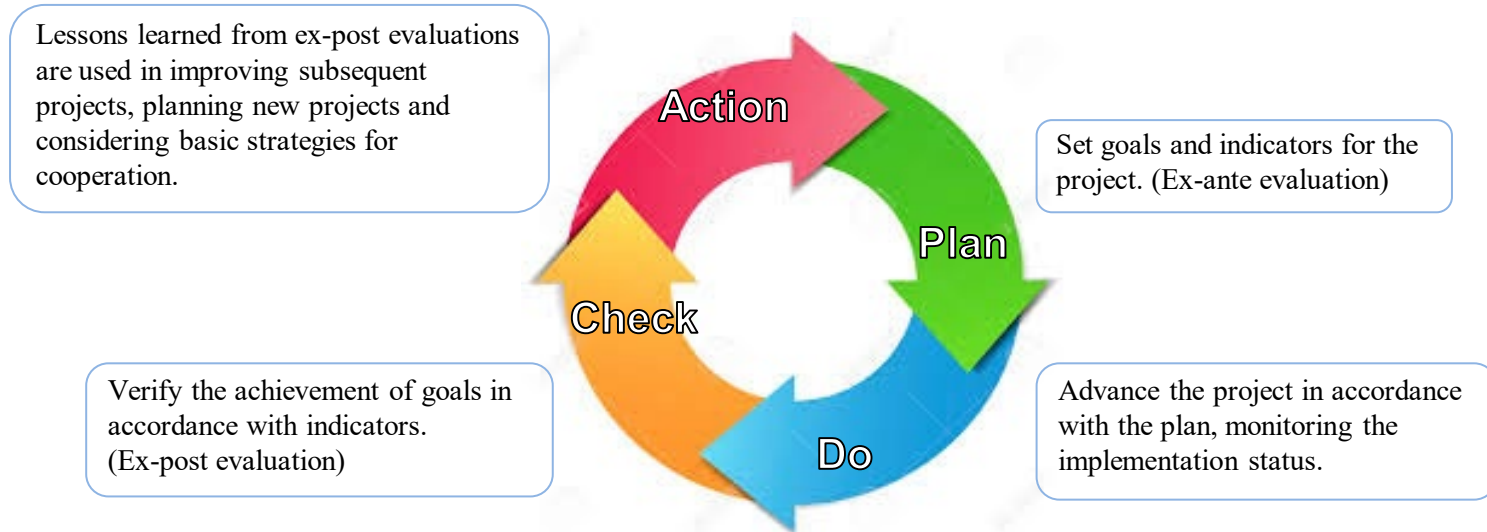 Lessons learned from ex-post evaluations
are used in improving subsequent
projects, planning new projects and
considering basic strategies for
cooperation.
Action
Set goals and indicators for the
project. (Ex-ante evaluation)
Plan
Check
Verify the achievement of goals in
accordance with indicators.
(Ex-post evaluation)
Do
Advance the project in accordance
with the plan, monitoring the
implementation status.